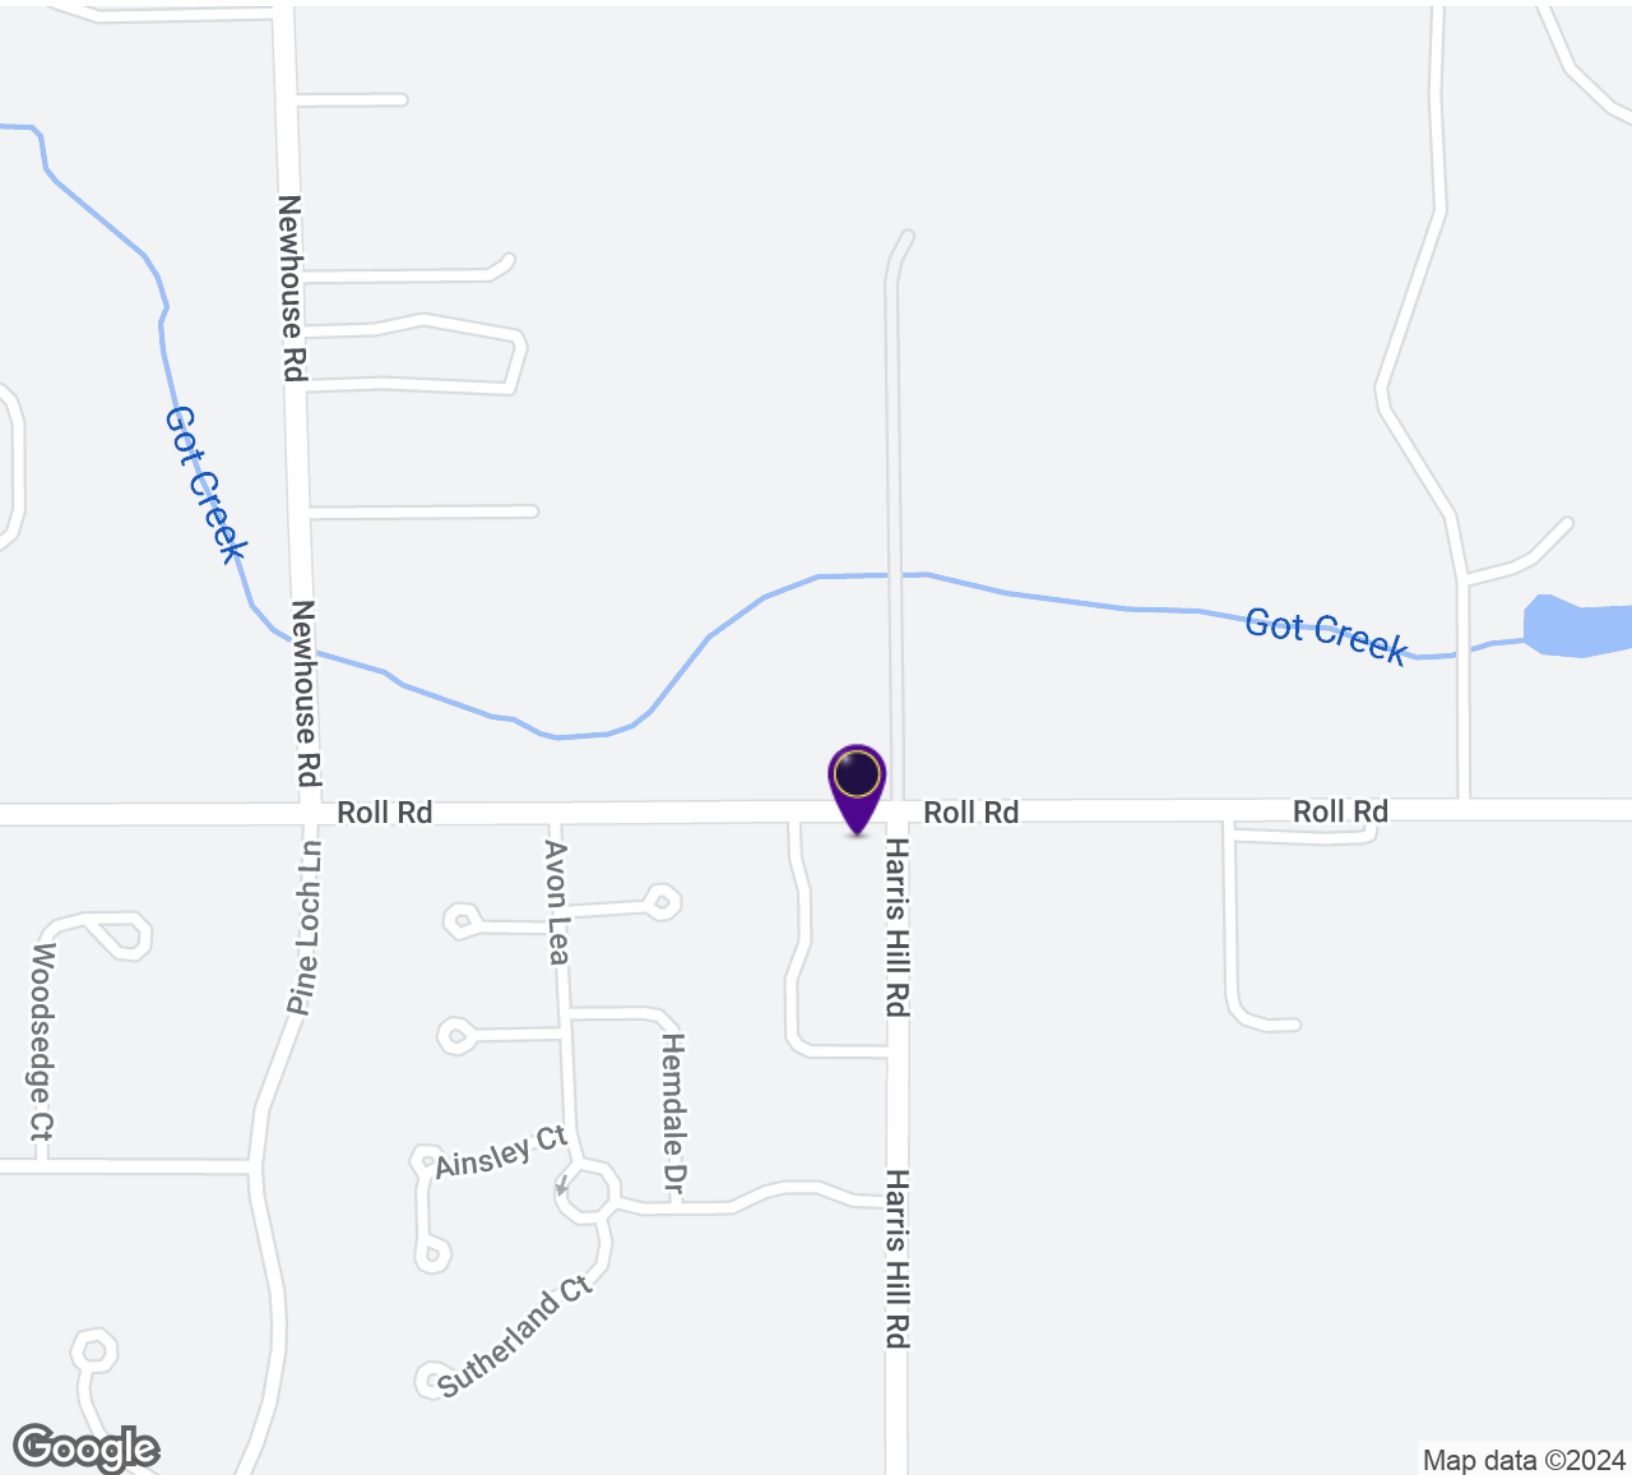 Newhouse Rd
Got Creek
Newhouse Rd
Got Creek
Roll Rd
Roll Rd
Roll Rd
Pine Loch Ln
Avon Lea
Harris Hill Rd
Woodsedge Ct
Hemdale Dr
Ainsley Ct
Harris Hill Rd
Sutherland Ct
Google
Map data ©2024